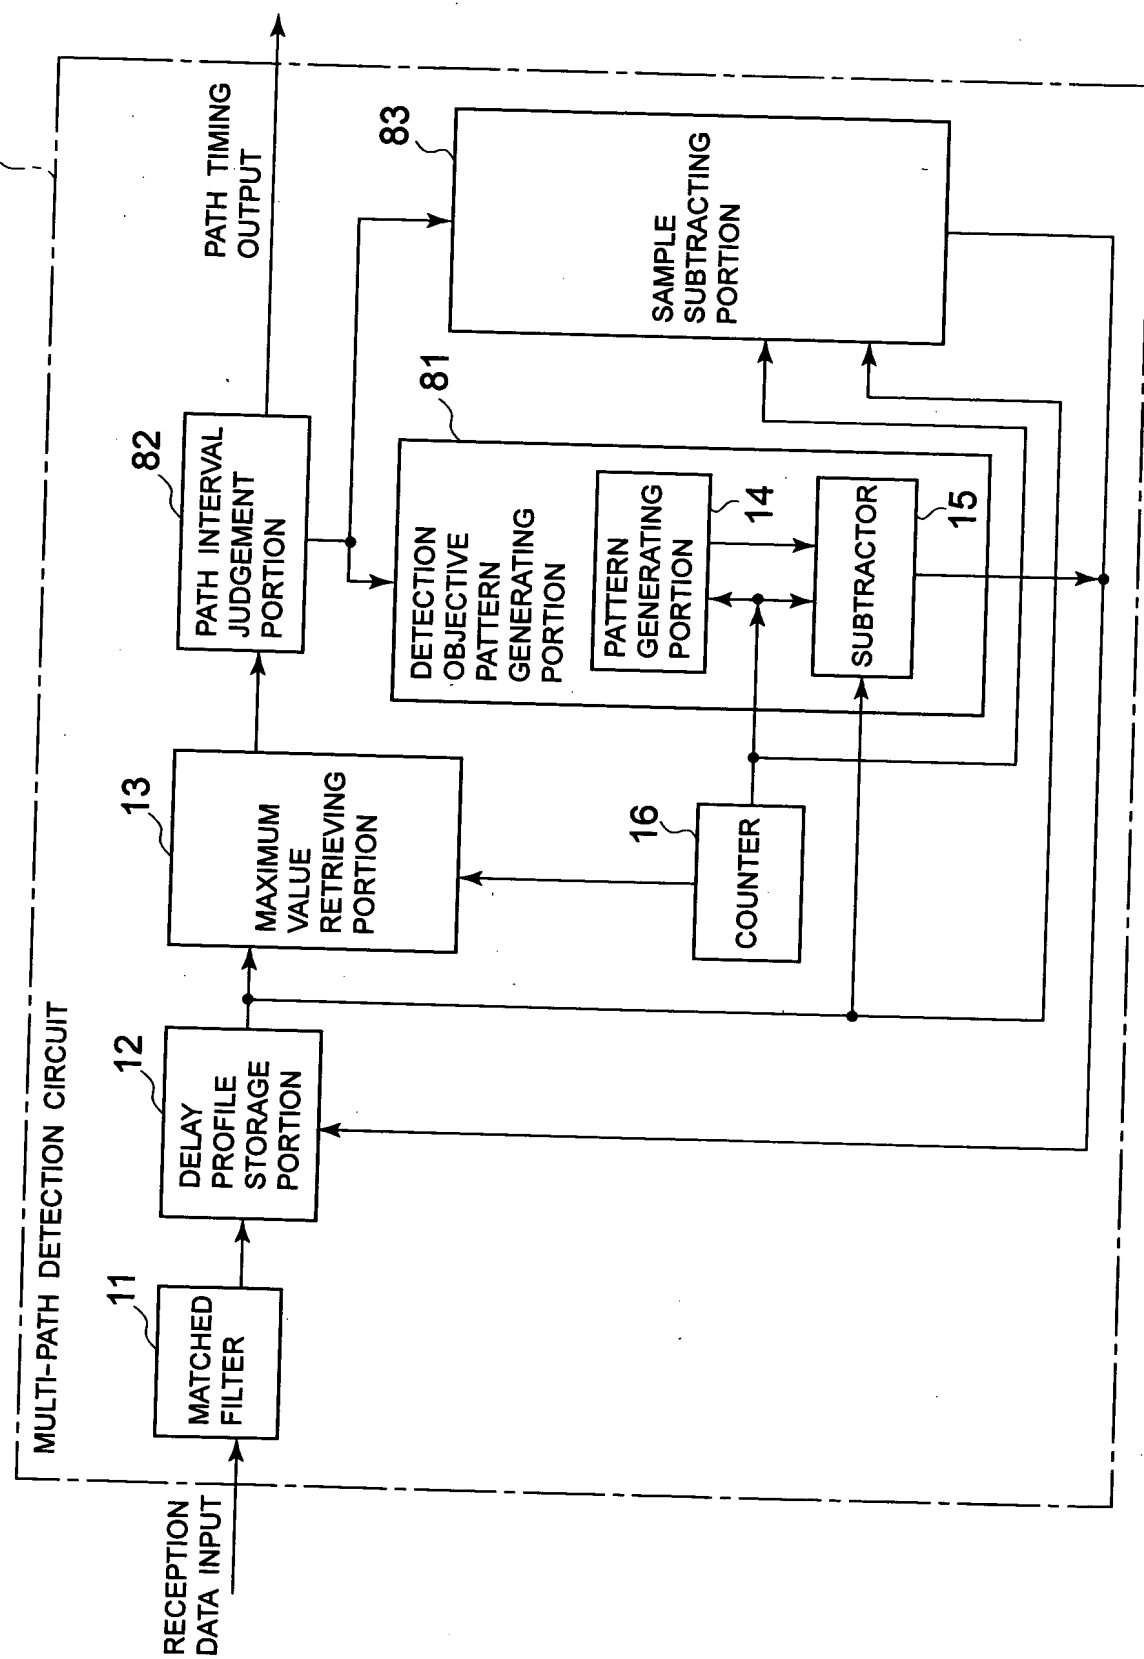 MULTI-PATH DETECTION CIRCUIT
RECEPTION
DATA INPUT
11
MATCHED
FILTER
12
DELAY
PROFILE
STORAGE
PORTION
13
MAXIMUM
VALUE
RETRIEVING
PORTION
82
PATH INTERVAL
JUDGEMENT
PORTION
PATH TIMING
OUTPUT
16
COUNTER
81
DETECTION
OBJECTIVE
PATTERN
GENERATING
PORTION
PATTERN
GENERATING
PORTION
14
SUBTRACTOR
15
83
SAMPLE
SUBTRACTING
PORTION